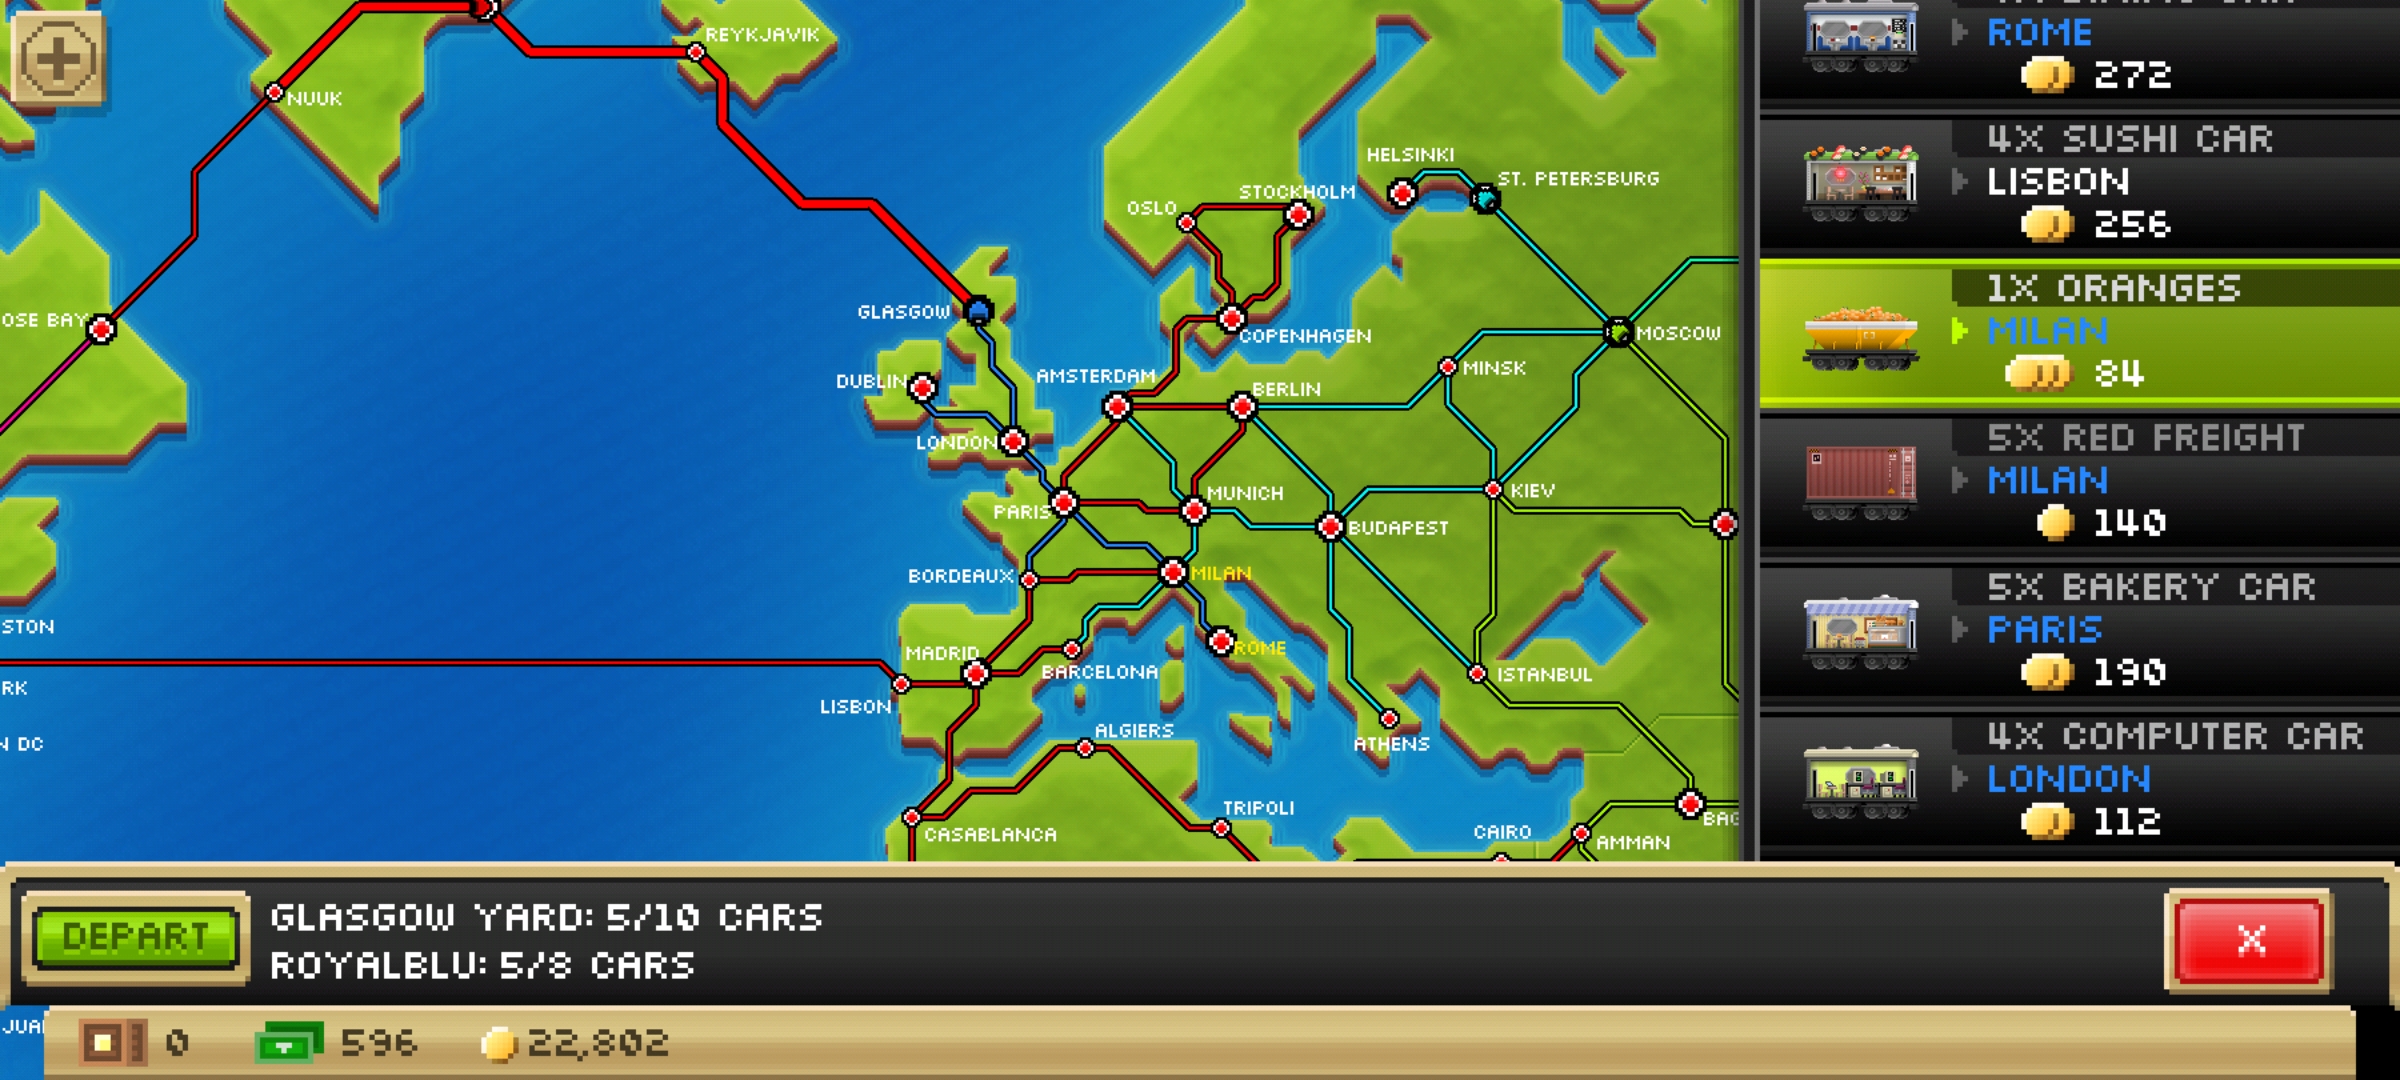 REYKJAVIK
NUUK
HELSINKI
ST. PETERSBURG
STOCKHOLM
OSLO
GLASGOW
OSE BAY
COPENHAGEN
MOSCOW
MINSK
AMSTERDAM
BERLIN
DUBLIN
LONDON
MUNICH
KIEV
PARIS
BUDAPEST
BORDEAUX
MILAN
STON
MADRID
ROME
BARCELONA
ISTANBUL
RK
LISBON
ALGIERS
N DC
ATHENS
TRIPOLI
CASABLANCA
CAIRO
AMMAN
BAG
ROME
272
4X SUSHI CAR
LISBON
256
1X ORANGES
MILAN
84
5X RED FREIGHT
MILAN
140
5X BAKERY CAR
PARIS
190
4X COMPUTER CAR
LONDON
112
DEPART
GLASGOW YARD: 5/10 CARS
ROYALBLU: 5/8 CARS
X
JUA
0
596
22,802